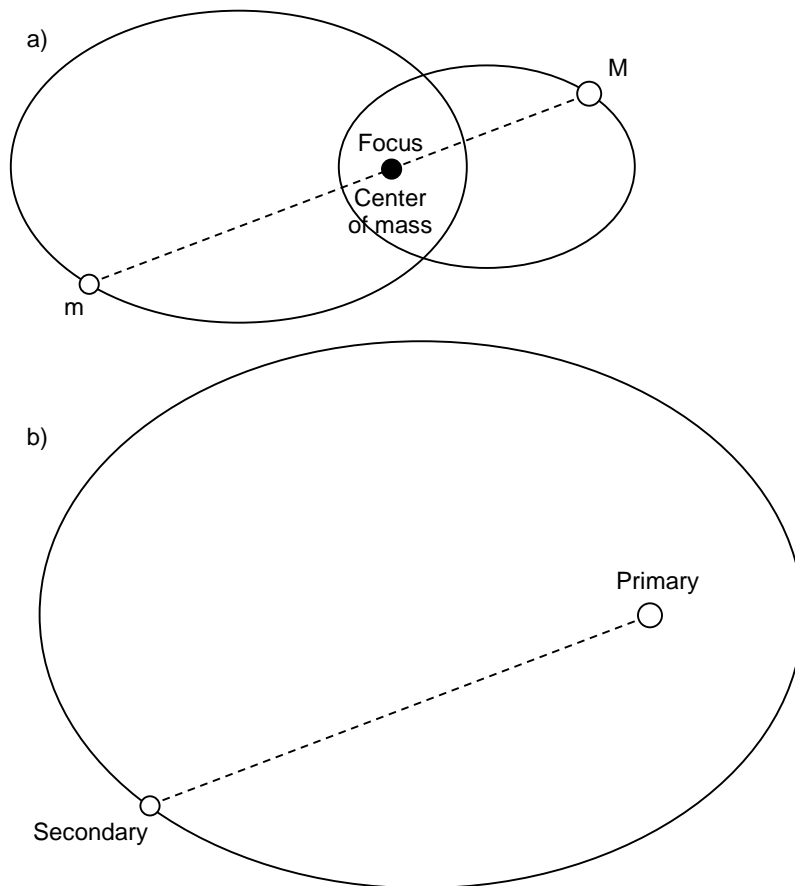 a)
M
Focus
Center
of mass
m
b)
Primary
Secondary